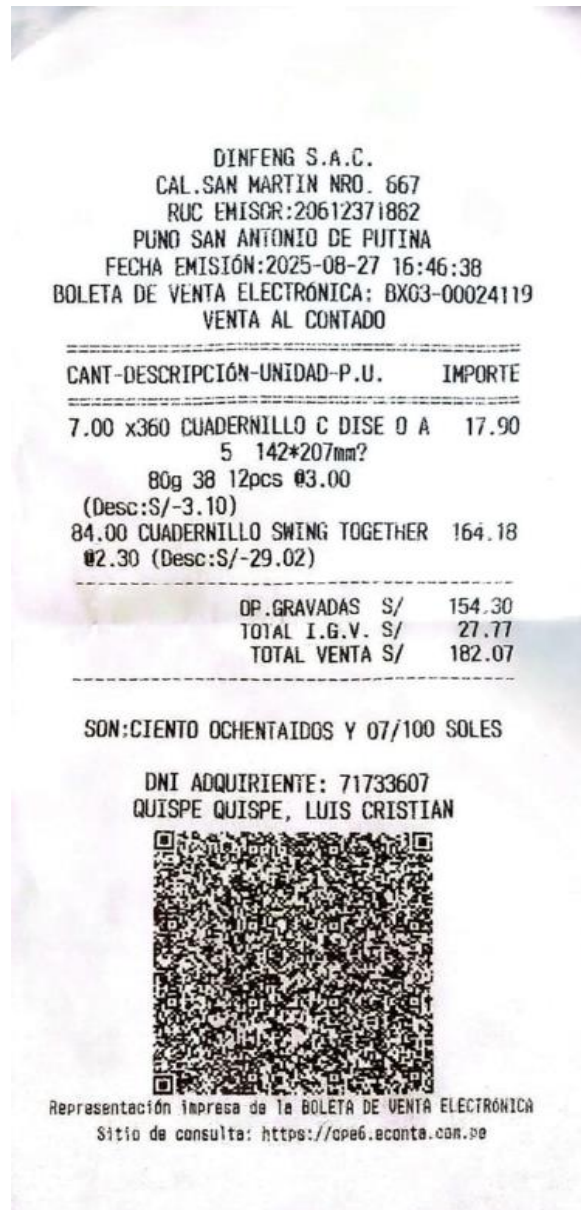 DINFENG S.A.C.
CAL.SAN MARTIN NRO. 667
RUC EMISOR:20612371882
PUNO SAN ANTONIO DE PUTINA
FECHA EMISIÓN:2025-08-27 16:46:38
BOLETA DE VENTA ELECTRÓNICA: BX03-00024119
VENTA AL CONTADO
CANT-DESCRIPCIÓN-UNIDAD-P.U. IMPORTE
7.00 x360 CUADERNILLO C DISE O A 17.90
5 142*207mm?
80g 38 12pcs @3.00
(Desc:S/-3.10)
84.00 CUADERNILLO SWING TOGETHER 164.18
@2.30 (Desc:S/-29.02)
OP.GRAVADAS S/ 154.30
TOTAL I.G.V. S/ 27.77
TOTAL VENTA S/ 182.07
SON:CIENTO OCHENTAIDOS Y 07/100 SOLES
DNI ADQUIRIENTE: 71733607
QUISPE QUISPE, LUIS CRISTIAN
Representación impresa de la BOLETA DE VENTA ELECTRÓNICA
Sitio de consulta: https://cpe6.econta.com.pe